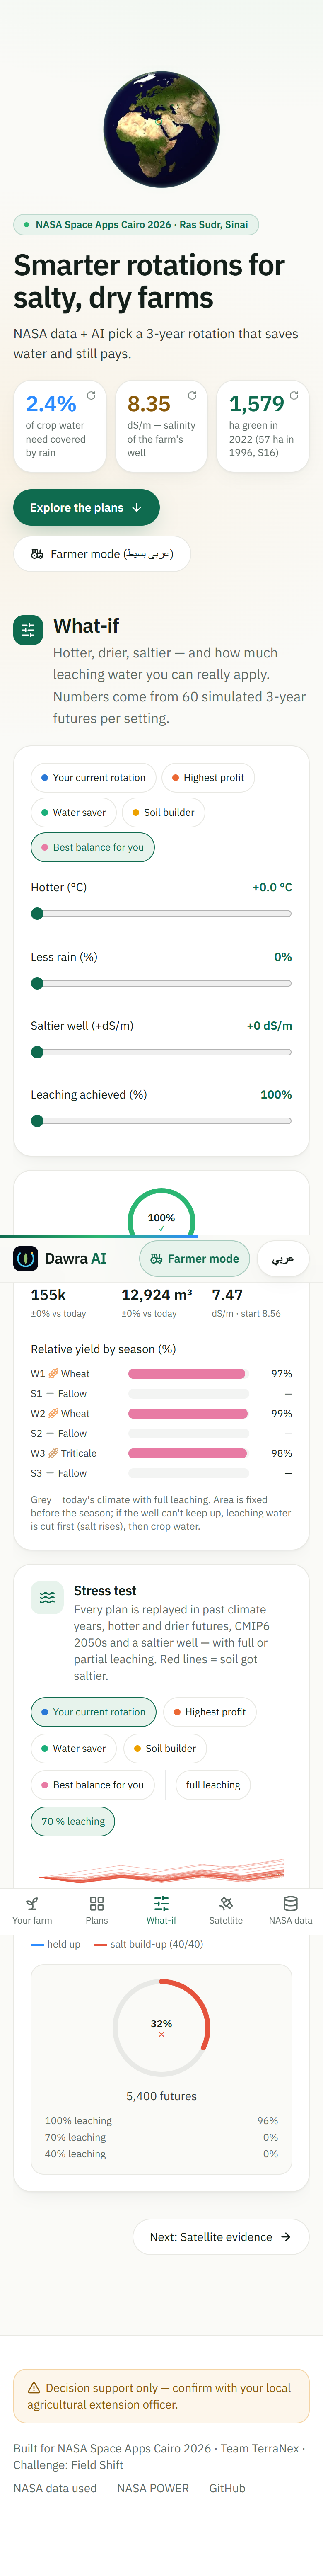 NASA Space Apps Cairo 2026 · Ras Sudr, Sinai
Smarter rotations for
salty, dry farms
NASA data + AI pick a 3-year rotation that saves
water and still pays.
2.4%
of crop water
need covered
by rain
8.35
dS/m — salinity
of the farm's
well
1,579
ha green in
2022 (57 ha in
1996, S16)
Explore the plans ↓
Farmer mode (عربي بسيط)
What-if
Hotter, drier, saltier — and how much
leaching water you can really apply.
Numbers come from 60 simulated 3-year
futures per setting.
Your current rotation
Highest profit
Water saver
Soil builder
Best balance for you
Hotter (°C) +0.0 °C
Less rain (%) 0%
Saltier well (+dS/m) +0 dS/m
Leaching achieved (%) 100%
100%
✓
Dawra AI
Farmer mode
عربي
155k
±0% vs today
12,924 m³
±0% vs today
7.47
dS/m · start 8.56
Relative yield by season (%)
W1 Wheat 97%
S1 — Fallow —
W2 Wheat 99%
S2 — Fallow —
W3 Triticale 98%
S3 — Fallow —
Grey = today's climate with full leaching. Area is fixed
before the season; if the well can't keep up, leaching water
is cut first (salt rises), then crop water.
Stress test
Every plan is replayed in past climate
years, hotter and drier futures, CMIP6
2050s and a saltier well — with full or
partial leaching. Red lines = soil got
saltier.
Your current rotation
Highest profit
Water saver
Soil builder
Best balance for you
full leaching
70 % leaching
Your farm
Plans
What-if
Satellite
NASA data
held up
salt build-up (40/40)
32%
✕
5,400 futures
100% leaching 96%
70% leaching 0%
40% leaching 0%
Next: Satellite evidence →
Decision support only — confirm with your local
agricultural extension officer.
Built for NASA Space Apps Cairo 2026 · Team TerraNex ·
Challenge: Field Shift
NASA data used NASA POWER GitHub